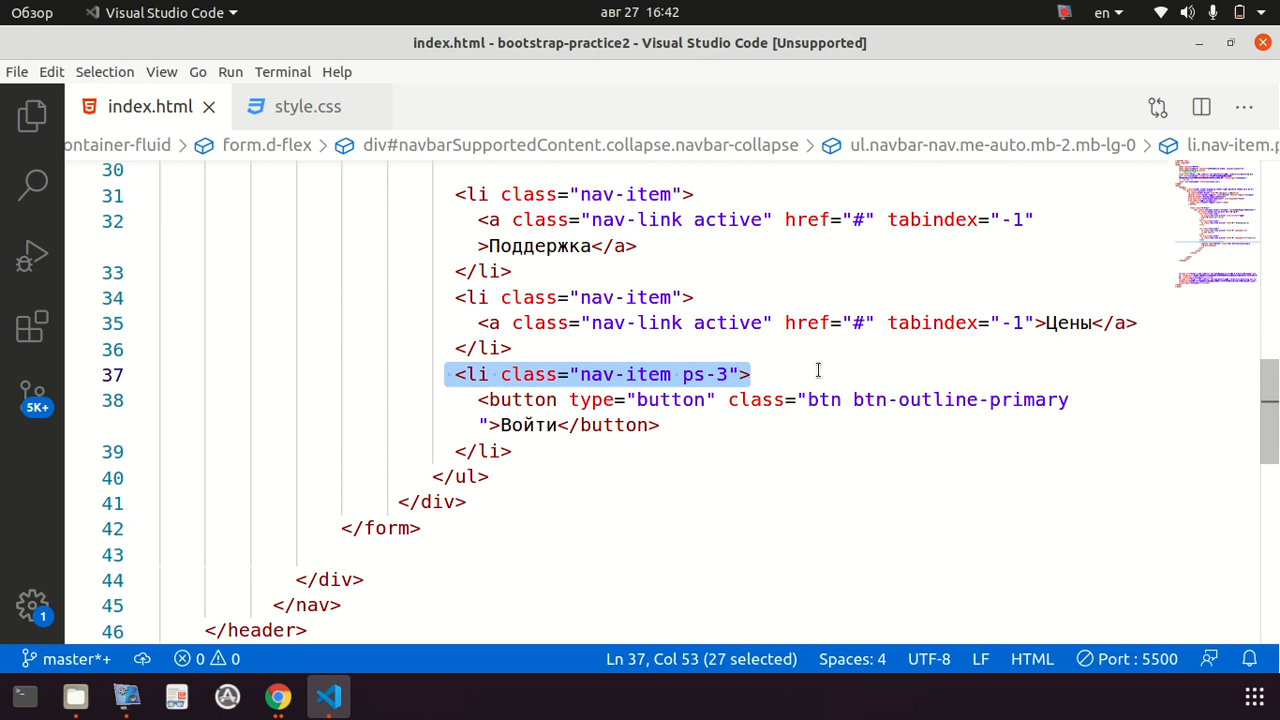 Обзор Visual Studio Code авг 27 16:42 en
index.html - bootstrap-practice2 - Visual Studio Code [Unsupported]
File Edit Selection View Go Run Terminal Help
index.html style.css
ontainer-fluid form.d-flex div#navbarSupportedContent.collapse.navbar-collapse ul.navbar-nav.me-auto.mb-2.mb-lg-0 li.nav-item.p
30
31 <li class="nav-item">
32 <a class="nav-link active" href="#" tabindex="-1"
>Поддержка</a>
33 </li>
34 <li class="nav-item">
35 <a class="nav-link active" href="#" tabindex="-1">Цены</a>
36 </li>
37 <li class="nav-item ps-3">
38 <button type="button" class="btn btn-outline-primary
">Войти</button>
39 </li>
40 </ul>
41 </div>
42 </form>
43
44 </div>
45 </nav>
46 </header>
5K+
1
master*+ 0 0 Ln 37, Col 53 (27 selected) Spaces: 4 UTF-8 LF HTML Port : 5500